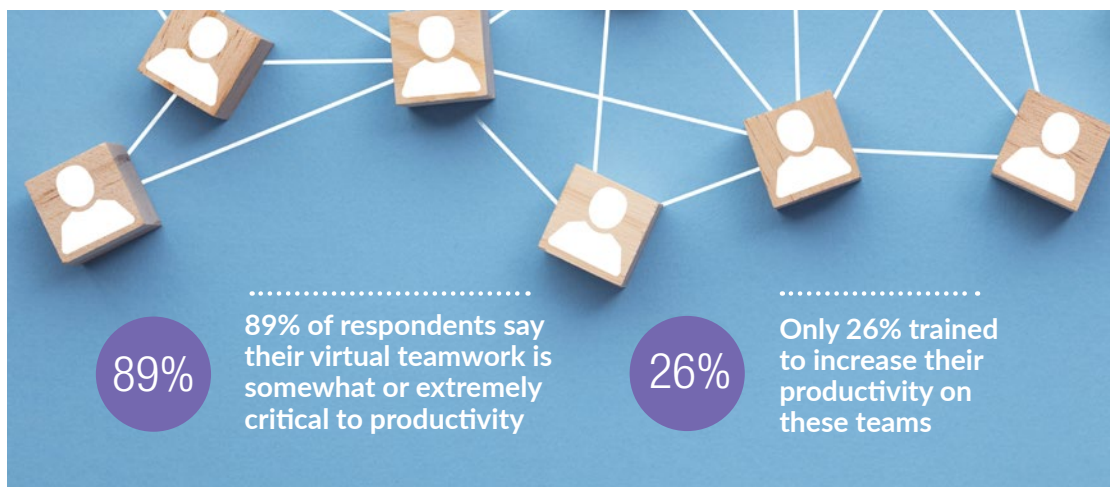 89%
89% of respondents say
their virtual teamwork is
somewhat or extremely
critical to productivity
26%
Only 26% trained
to increase their
productivity on
these teams